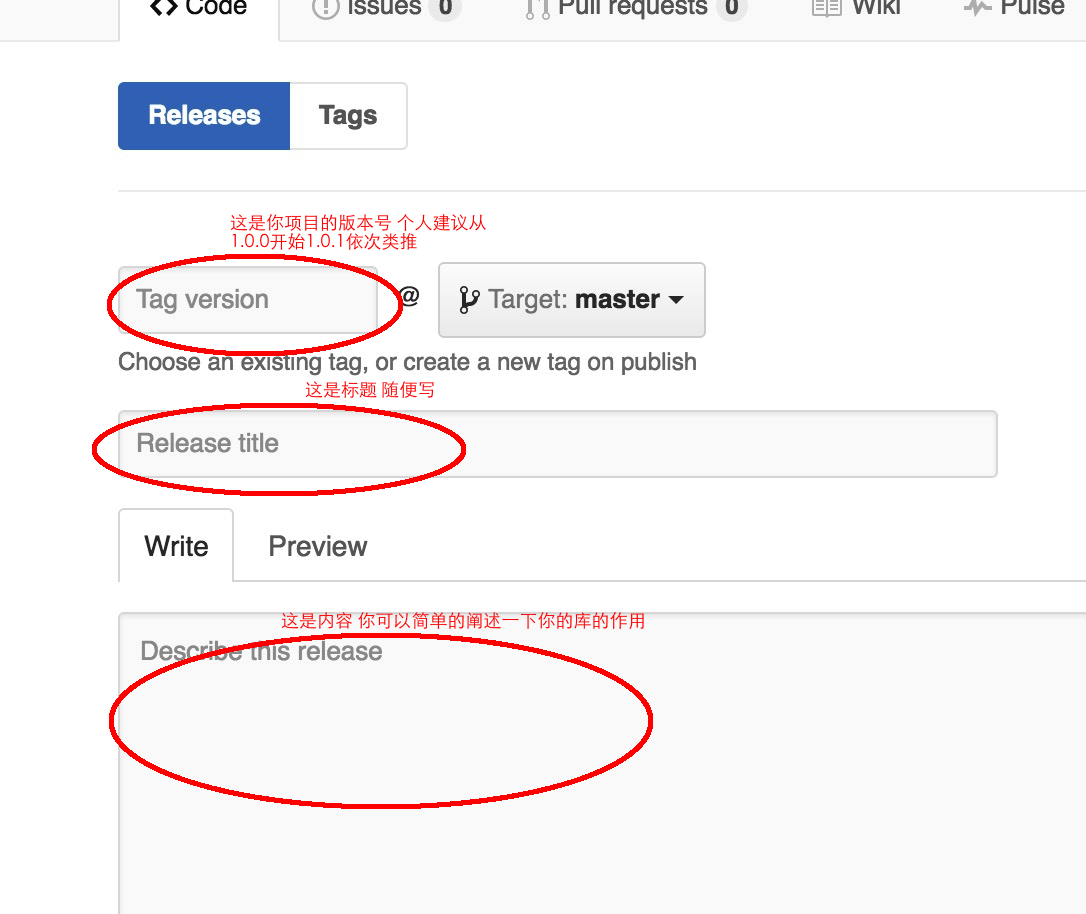 Code Issues 0 Pull requests 0 Wiki Pulse
Releases Tags
这是你项目的版本号 个人建议从
1.0.0开始1.0.1依次类推
Tag version @ Target: master
Choose an existing tag, or create a new tag on publish
这是标题 随便写
Release title
Write Preview
这是内容 你可以简单的阐述一下你的库的作用
Describe this release